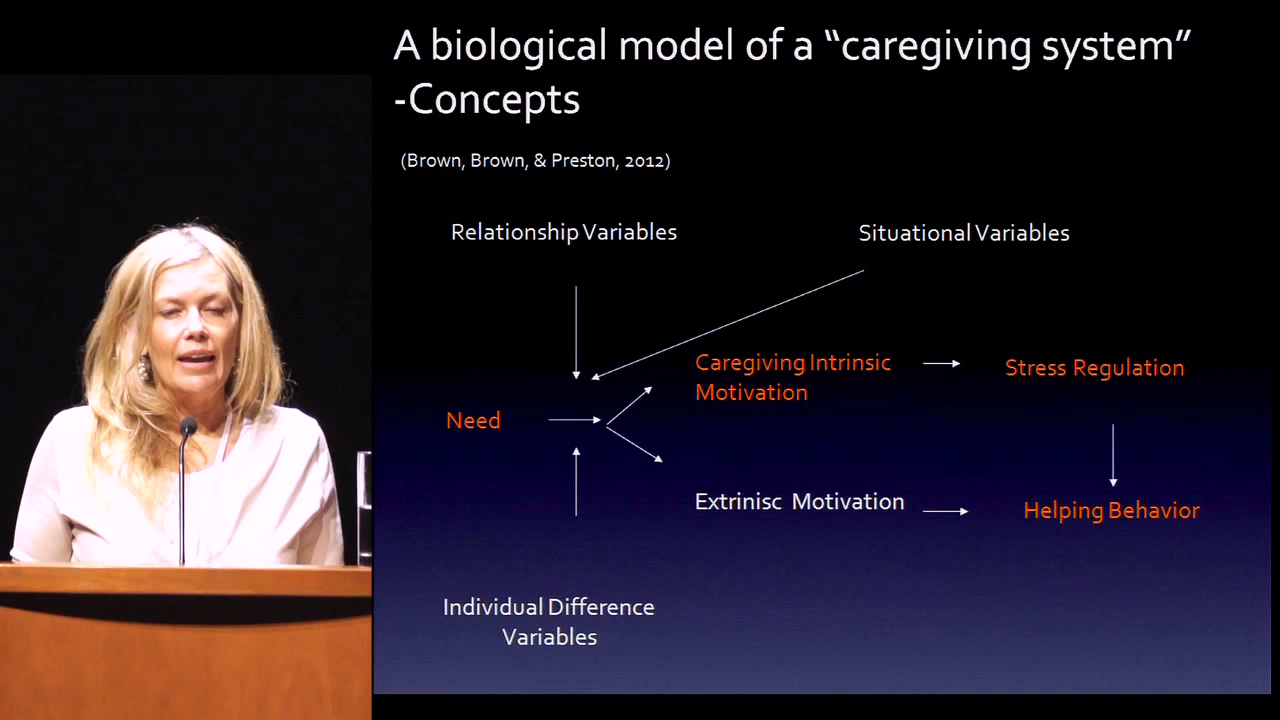 A biological model of a “caregiving system”
-Concepts
(Brown, Brown, & Preston, 2012)
Relationship Variables
Situational Variables
Caregiving Intrinsic
Motivation
Stress Regulation
Need
Extrinisc Motivation
Helping Behavior
Individual Difference
Variables